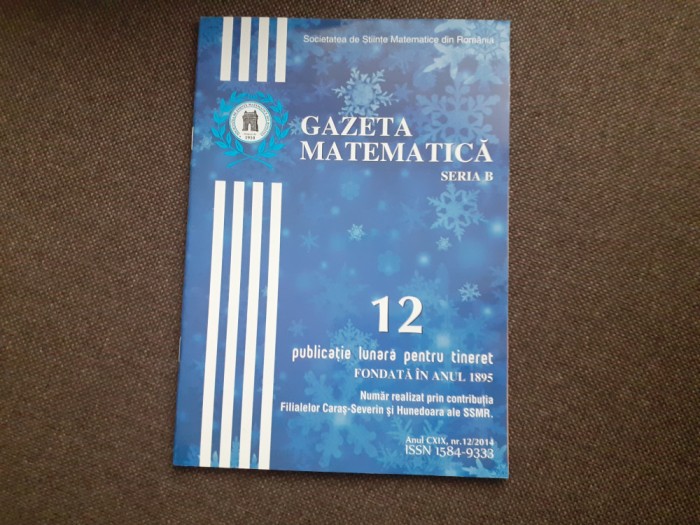 Societatea de Științe Matematice din România
1910
GAZETA
MATEMATICĂ
SERIA B
12
publicație lunară pentru tineret
FONDATĂ ÎN ANUL 1895
Număr realizat prin contribuția
Filialelor Caraș-Severin și Hunedoara ale SSMR.
Anul CXIX, nr.12/2014
ISSN 1584-9333